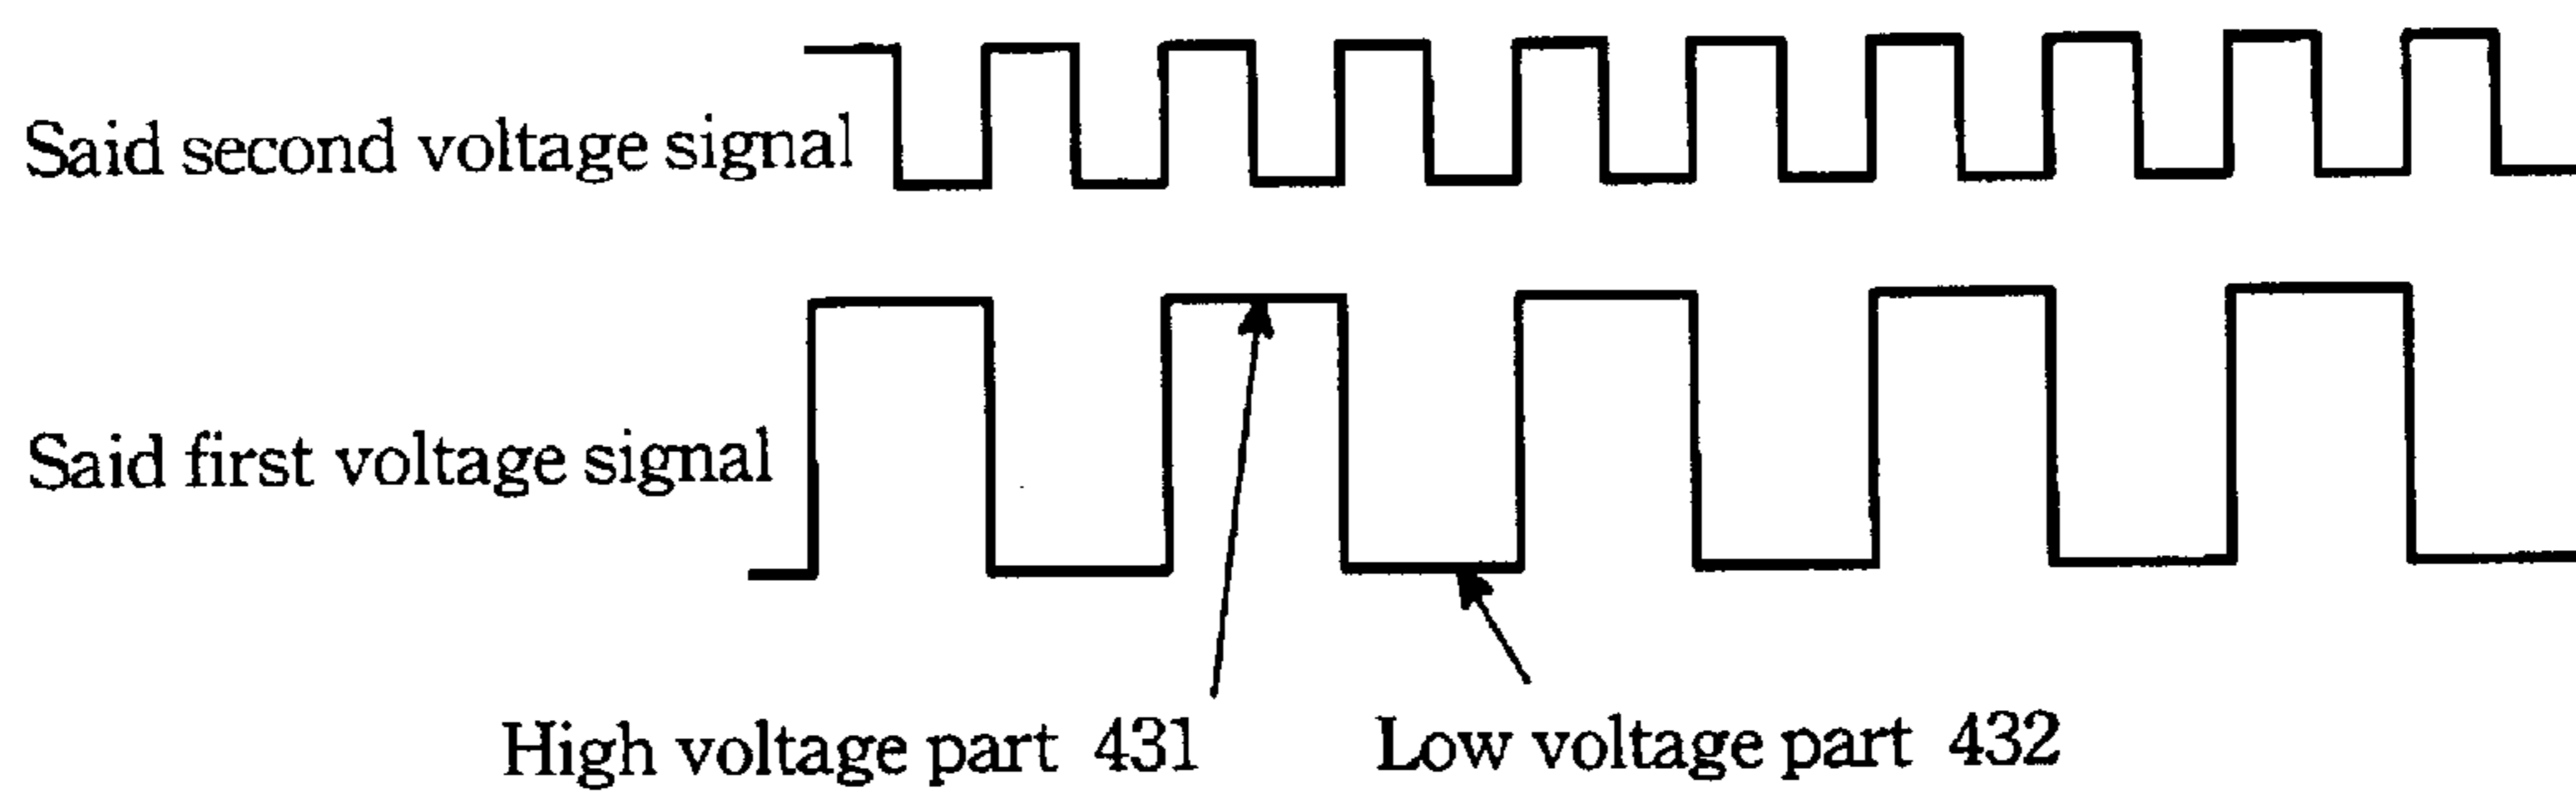 Said second voltage signal
Said first voltage signal
High voltage part 431
Low voltage part 432